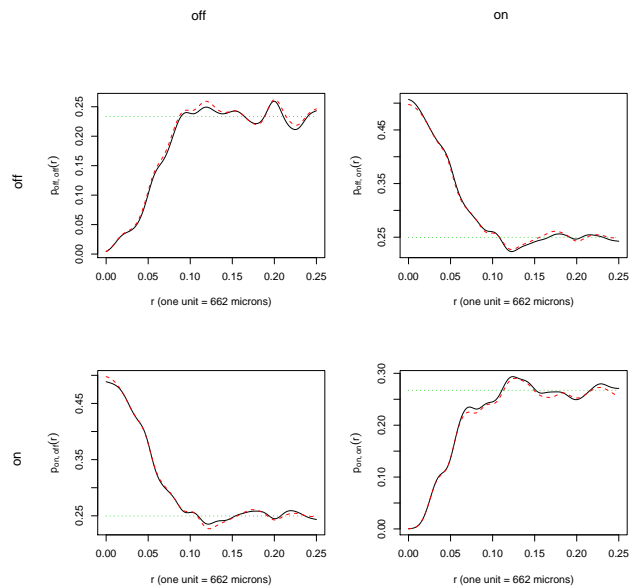 off
on
off
on
p off, off (r)
0.00 0.05 0.10 0.15 0.20 0.25
0.00 0.05 0.10 0.15 0.20 0.25
r (one unit = 662 microns)
p off, on (r)
0.25 0.35 0.45
0.00 0.05 0.10 0.15 0.20 0.25
r (one unit = 662 microns)
p on, off (r)
0.25 0.35 0.45
0.00 0.05 0.10 0.15 0.20 0.25
r (one unit = 662 microns)
p on, on (r)
0.00 0.10 0.20 0.30
0.00 0.05 0.10 0.15 0.20 0.25
r (one unit = 662 microns)